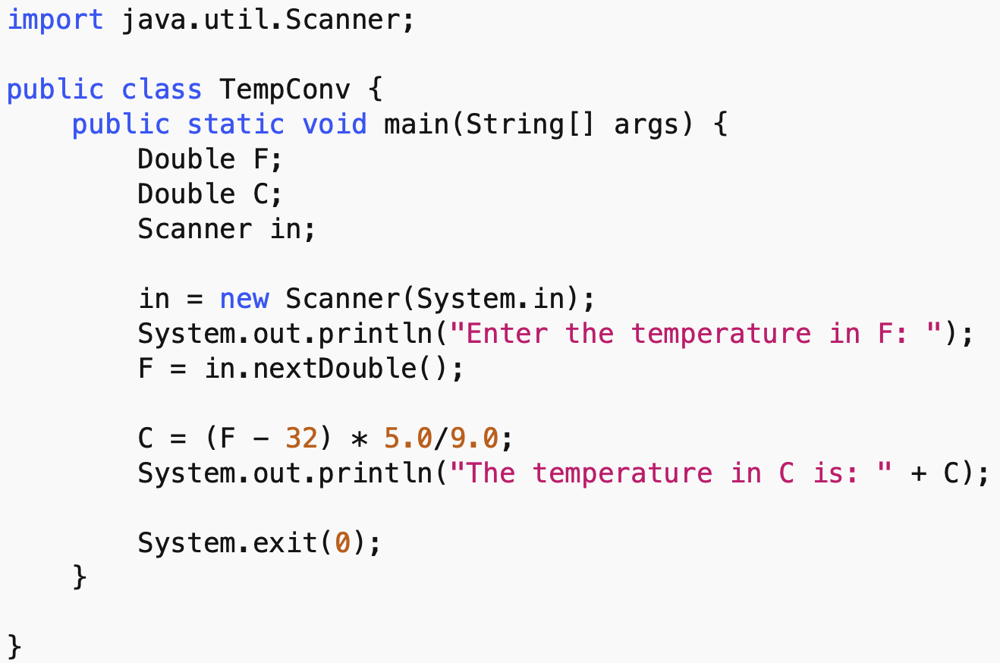 import java.util.Scanner;
public class TempConv {
    public static void main(String[] args) {
        Double F;
        Double C;
        Scanner in;
        in = new Scanner(System.in);
        System.out.println("Enter the temperature in F: ");
        F = in.nextDouble();
        C = (F − 32) * 5.0/9.0;
        System.out.println("The temperature in C is: " + C);
        System.exit(0);
    }
}